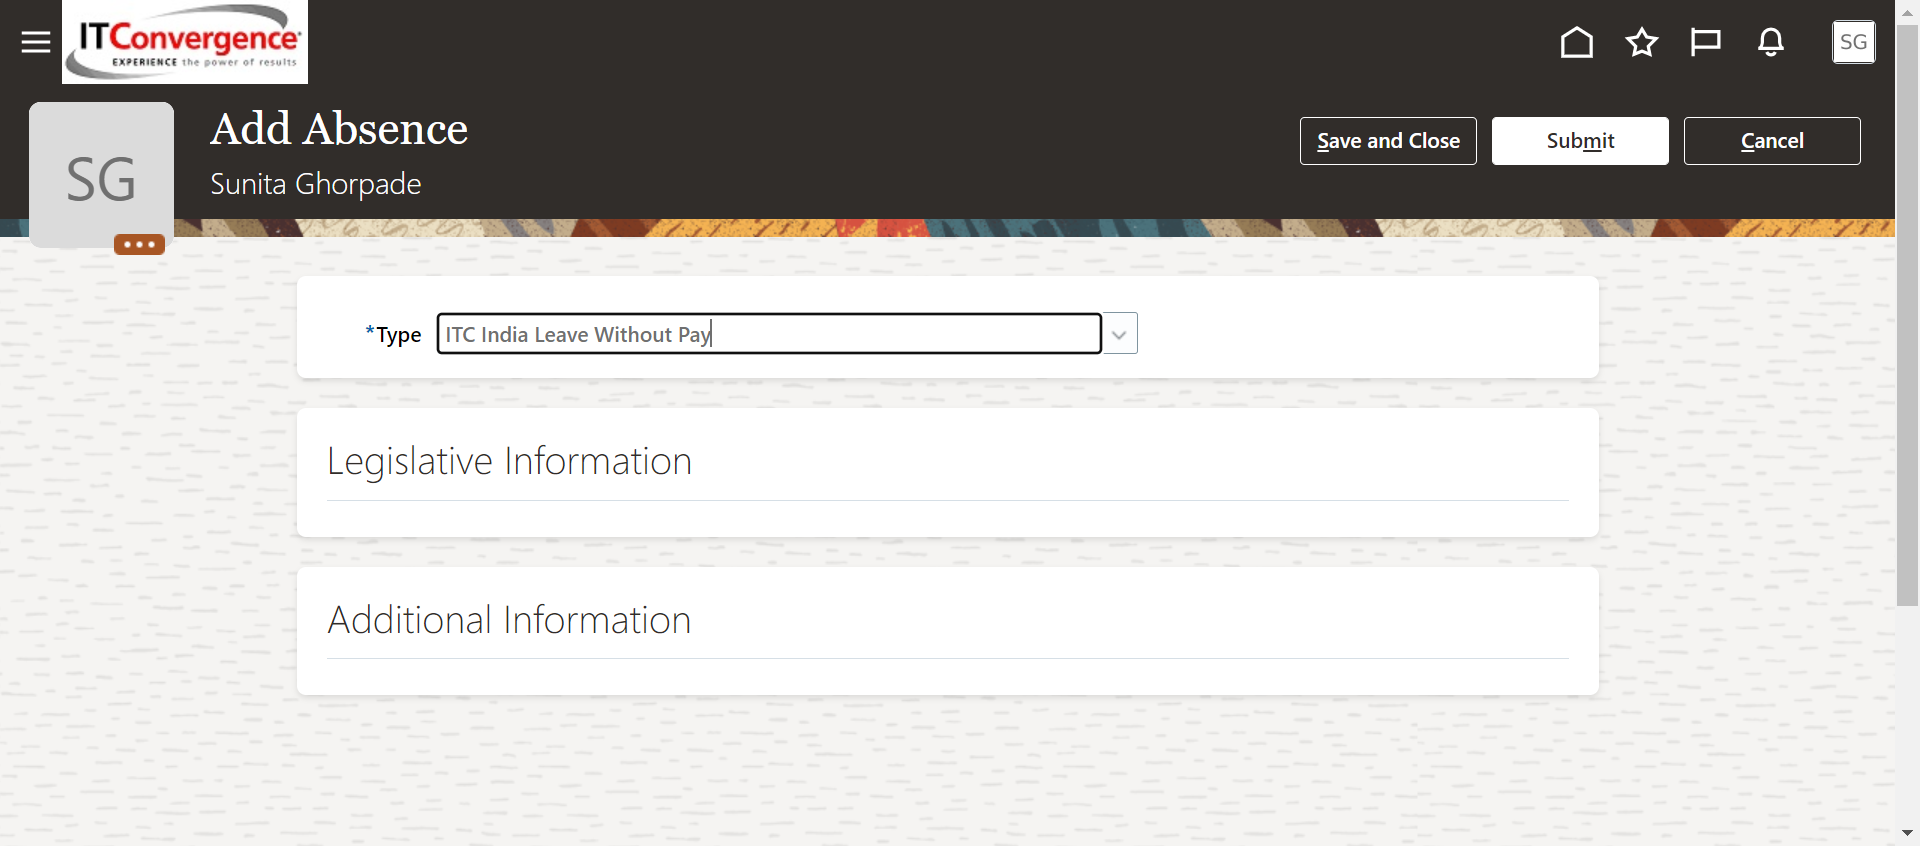 ITConvergence
EXPERIENCE the power of results
SG
Add Absence
Sunita Ghorpade
SG
Save and Close
Submit
Cancel
*Type
ITC India Leave Without Pay
Legislative Information
Additional Information